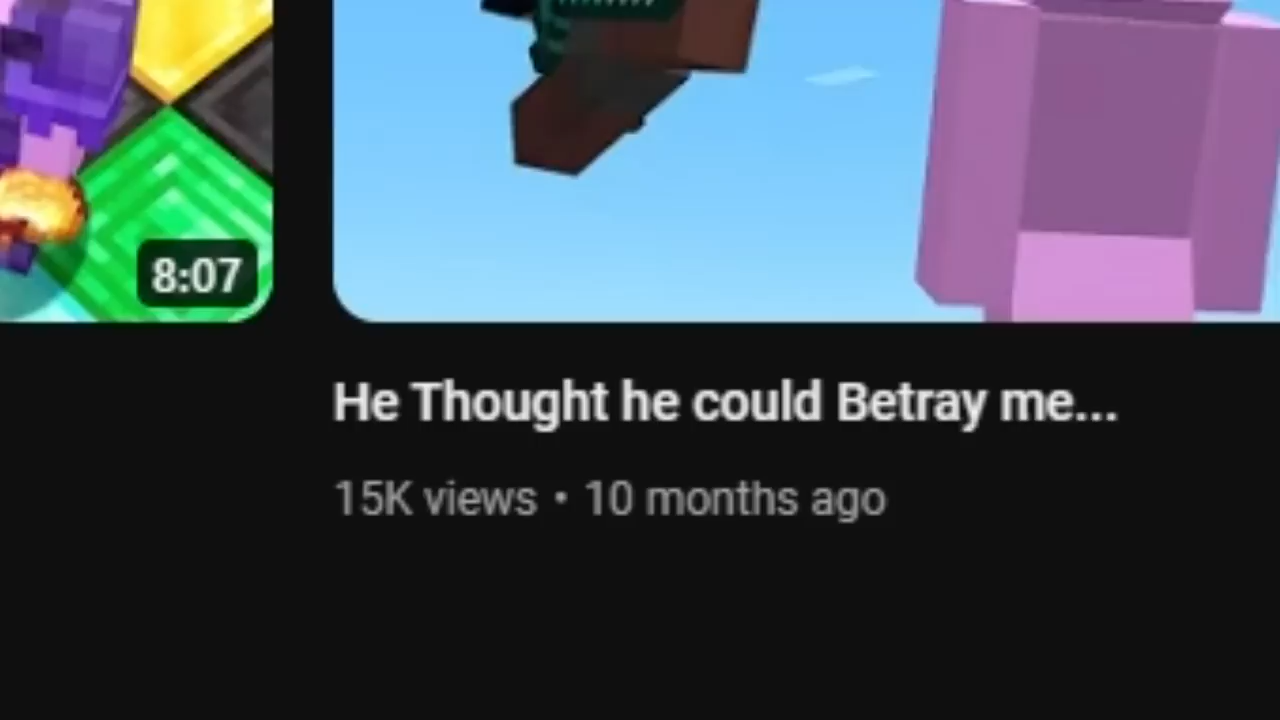 8:07
He Thought he could Betray me...
15K views • 10 months ago